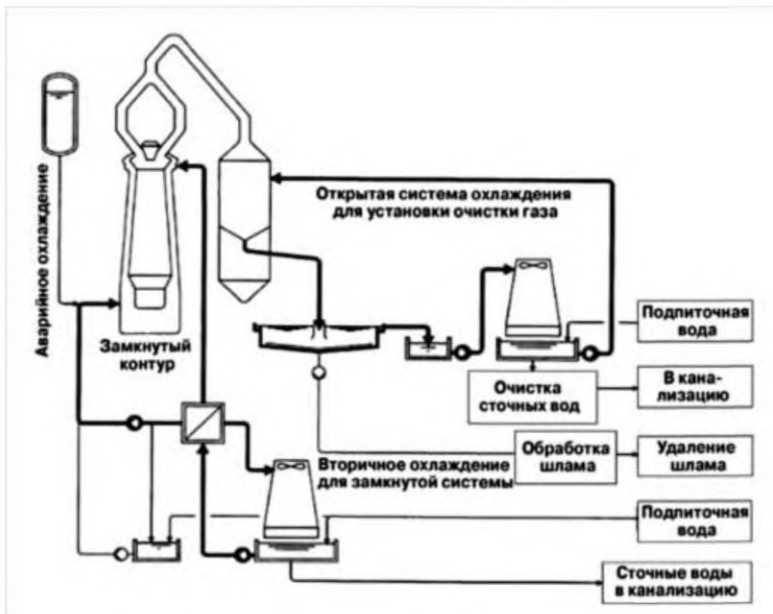 Аварийное охлаждение
Открытая система охлаждения
для установки очистки газа
Замкнутый
контур
Подпиточная
вода
Очистка
сточных вод
В кана-
лизацию
Вторичное охлаждение
для замкнутой системы
Обработка
шлама
Удаление
шлама
Подпиточная
вода
Сточные воды
в канализацию